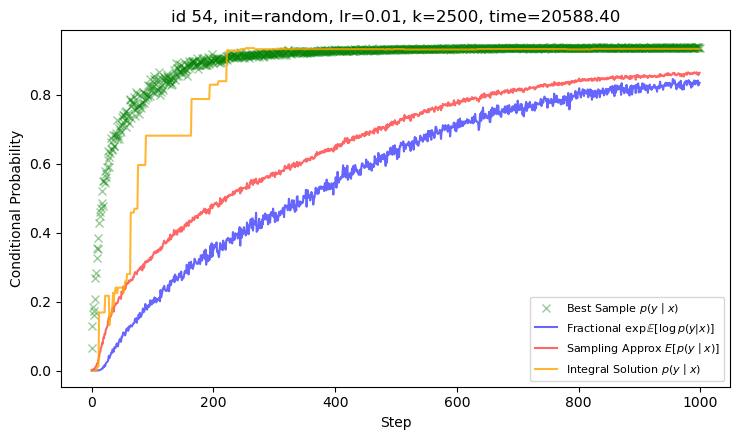 id 54, init=random, lr=0.01, k=2500, time=20588.40
Conditional Probability
0.8
0.6
0.4
0.2
0.0
Best Sample p(y | x)
Fractional exp 𝔼[log p(y|x)]
Sampling Approx E[p(y | x)]
Integral Solution p(y | x)
0 200 400 600 800 1000
Step